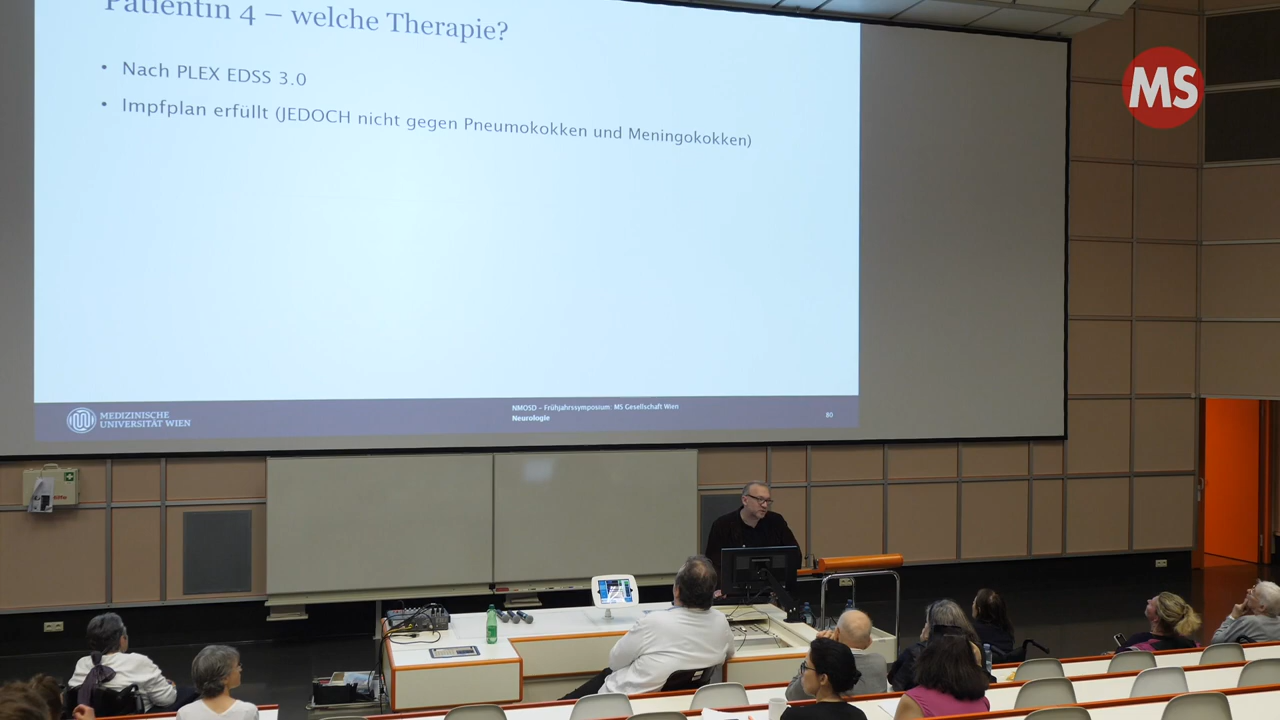 Patientin 4 – welche Therapie?
• Nach PLEX EDSS 3.0
• Impfplan erfüllt (JEDOCH nicht gegen Pneumokokken und Meningokokken)
MS
MEDIZINISCHE
UNIVERSITÄT WIEN
NMOSD – Frühjahrssymposium: MS Gesellschaft Wien
Neurologie
80